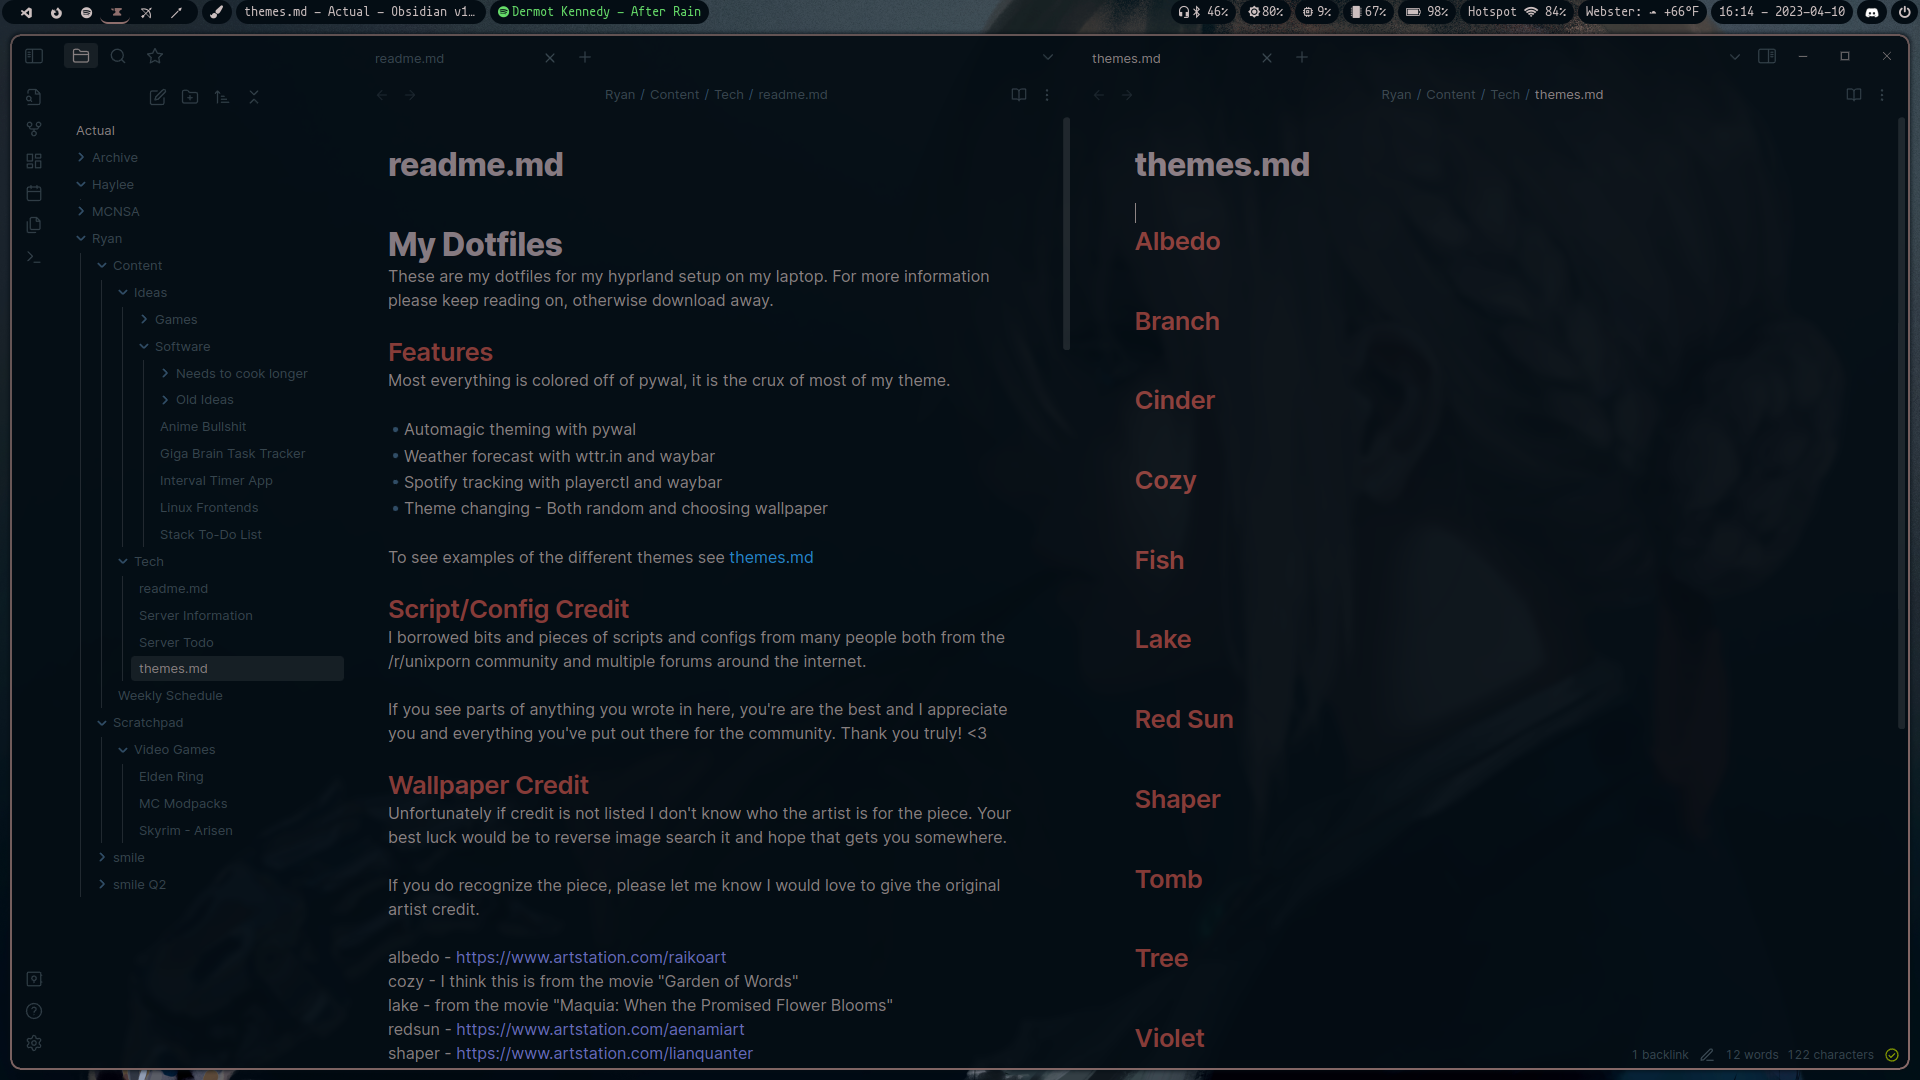 themes.md - Actual - Obsidian v1...
Dermot Kennedy - After Rain
46%
80%
9%
67%
98%
Hotspot 84%
Webster: +66°F
16:14 - 2023-04-10
readme.md
themes.md
Ryan / Content / Tech / readme.md
Ryan / Content / Tech / themes.md
Actual
Archive
Haylee
MCNSA
Ryan
Content
Ideas
Games
Software
Needs to cook longer
Old Ideas
Anime Bullshit
Giga Brain Task Tracker
Interval Timer App
Linux Frontends
Stack To-Do List
Tech
readme.md
Server Information
Server Todo
themes.md
Weekly Schedule
Scratchpad
Video Games
Elden Ring
MC Modpacks
Skyrim - Arisen
smile
smile Q2
readme.md
My Dotfiles
These are my dotfiles for my hyprland setup on my laptop. For more information
please keep reading on, otherwise download away.
Features
Most everything is colored off of pywal, it is the crux of most of my theme.
• Automagic theming with pywal
• Weather forecast with wttr.in and waybar
• Spotify tracking with playerctl and waybar
• Theme changing - Both random and choosing wallpaper
To see examples of the different themes see themes.md
Script/Config Credit
I borrowed bits and pieces of scripts and configs from many people both from the
/r/unixporn community and multiple forums around the internet.
If you see parts of anything you wrote in here, you're are the best and I appreciate
you and everything you've put out there for the community. Thank you truly! <3
Wallpaper Credit
Unfortunately if credit is not listed I don't know who the artist is for the piece. Your
best luck would be to reverse image search it and hope that gets you somewhere.
If you do recognize the piece, please let me know I would love to give the original
artist credit.
albedo - https://www.artstation.com/raikoart
cozy - I think this is from the movie "Garden of Words"
lake - from the movie "Maquia: When the Promised Flower Blooms"
redsun - https://www.artstation.com/aenamiart
shaper - https://www.artstation.com/lianquanter
themes.md
Albedo
Branch
Cinder
Cozy
Fish
Lake
Red Sun
Shaper
Tomb
Tree
Violet
1 backlink
12 words
122 characters